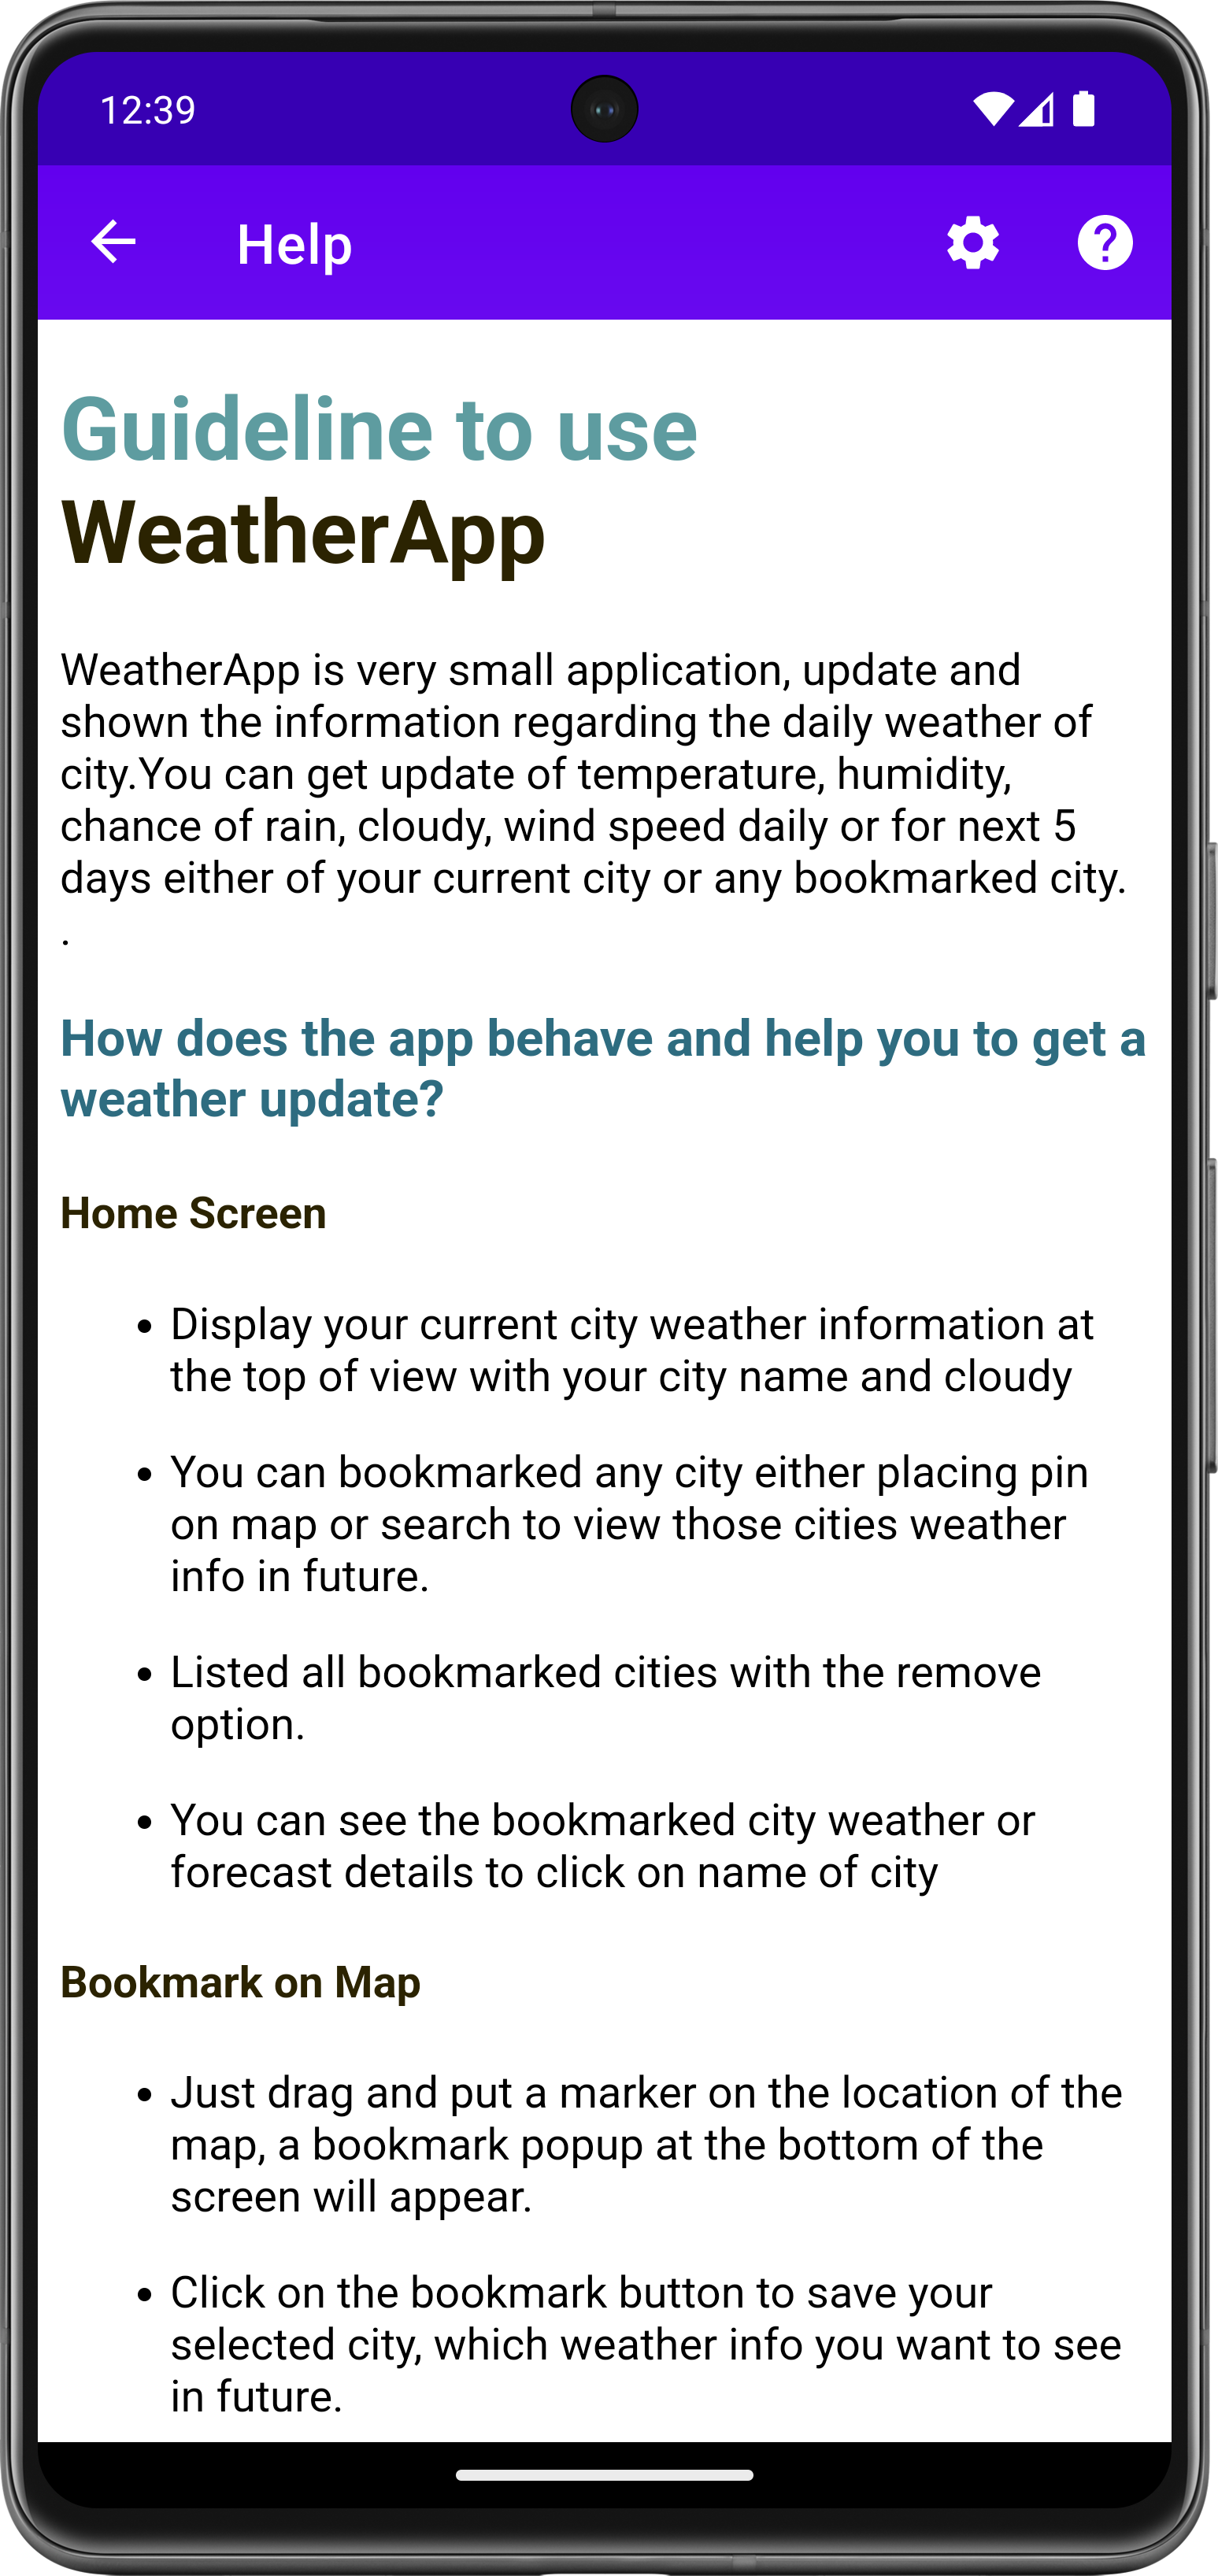 12:39
Help
Guideline to use
WeatherApp
WeatherApp is very small application, update and
shown the information regarding the daily weather of
city.You can get update of temperature, humidity,
chance of rain, cloudy, wind speed daily or for next 5
days either of your current city or any bookmarked city.
.
How does the app behave and help you to get a
weather update?
Home Screen
• Display your current city weather information at
the top of view with your city name and cloudy
• You can bookmarked any city either placing pin
on map or search to view those cities weather
info in future.
• Listed all bookmarked cities with the remove
option.
• You can see the bookmarked city weather or
forecast details to click on name of city
Bookmark on Map
• Just drag and put a marker on the location of the
map, a bookmark popup at the bottom of the
screen will appear.
• Click on the bookmark button to save your
selected city, which weather info you want to see
in future.